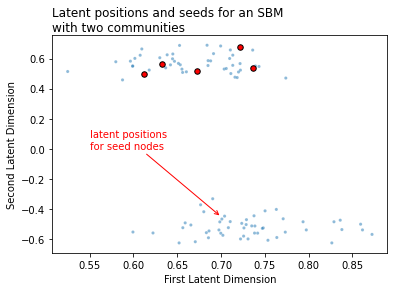 Latent positions and seeds for an SBM
with two communities
Second Latent Dimension
0.6
0.4
0.2
0.0
−0.2
−0.4
−0.6
latent positions
for seed nodes
0.55
0.60
0.65
0.70
0.75
0.80
0.85
First Latent Dimension